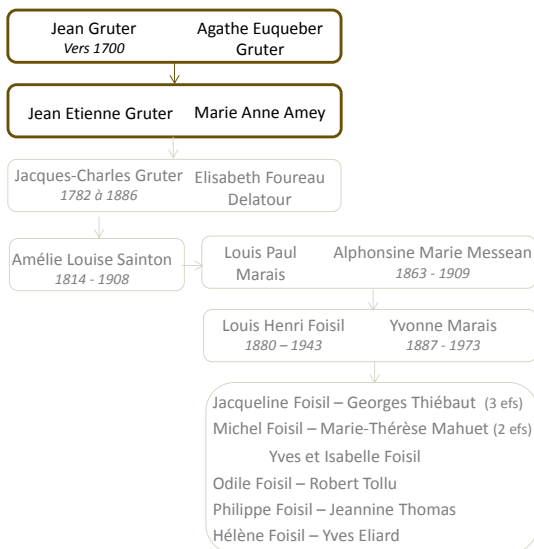 Jean Gruter
Vers 1700
Agathe Euqueber
Gruter
Jean Etienne Gruter
Marie Anne Amey
Jacques-Charles Gruter
1782 à 1886
Elisabeth Foureau
Delatour
Amélie Louise Sainton
1814 - 1908
Louis Paul
Marais
Alphonsine Marie Messean
1863 - 1909
Louis Henri Foisil
1880 – 1943
Yvonne Marais
1887 - 1973
Jacqueline Foisil – Georges Thiébaut (3 efs)
Michel Foisil – Marie-Thérèse Mahuet (2 efs)
Yves et Isabelle Foisil
Odile Foisil – Robert Tollu
Philippe Foisil – Jeannine Thomas
Hélène Foisil – Yves Eliard